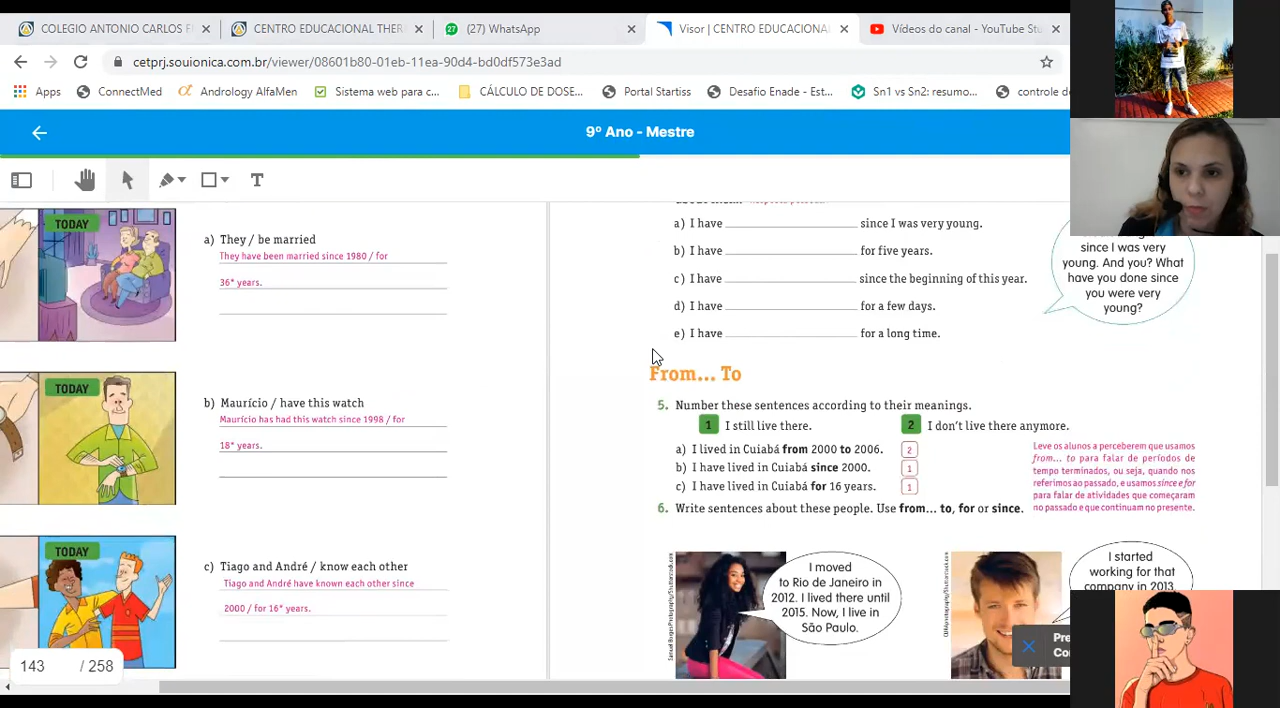 COLEGIO ANTONIO CARLOS F
CENTRO EDUCACIONAL THER
27
(27) WhatsApp
Visor | CENTRO EDUCACIONA
Vídeos do canal - YouTube Stu
cetprj.souionica.com.br/viewer/08601b80-01eb-11ea-90d4-bd0df573e3ad
Apps
ConnectMed
Andrology AlfaMen
Sistema web para c...
CÁLCULO DE DOSE...
Portal Startiss
Desafio Enade - Est...
Sn1 vs Sn2: resumo...
controle d
9º Ano - Mestre
T
TODAY
a) They / be married
They have been married since 1980 / for
36* years.
TODAY
b) Maurício / have this watch
Maurício has had this watch since 1998 / for
18* years.
TODAY
c) Tiago and André / know each other
Tiago and André have known each other since
2000 / for 16* years.
143 / 258
a) I have since I was very young.
b) I have for five years.
c) I have since the beginning of this year.
d) I have for a few days.
e) I have for a long time.
since I was very
young. And you? What
have you done since
you were very
young?
From... To
5. Number these sentences according to their meanings.
1 I still live there.
2 I don't live there anymore.
a) I lived in Cuiabá from 2000 to 2006. 2
b) I have lived in Cuiabá since 2000. 1
c) I have lived in Cuiabá for 16 years. 1
Leve os alunos a perceberem que usamos
from... to para falar de períodos de
tempo terminados, ou seja, quando nos
referimos ao passado, e usamos since e for
para falar de atividades que começaram
no passado e que continuam no presente.
6. Write sentences about these people. Use from... to, for or since.
I moved
to Rio de Janeiro in
2012. I lived there until
2015. Now, I live in
São Paulo.
I started
working for that
company in 2013.
Pre
Co